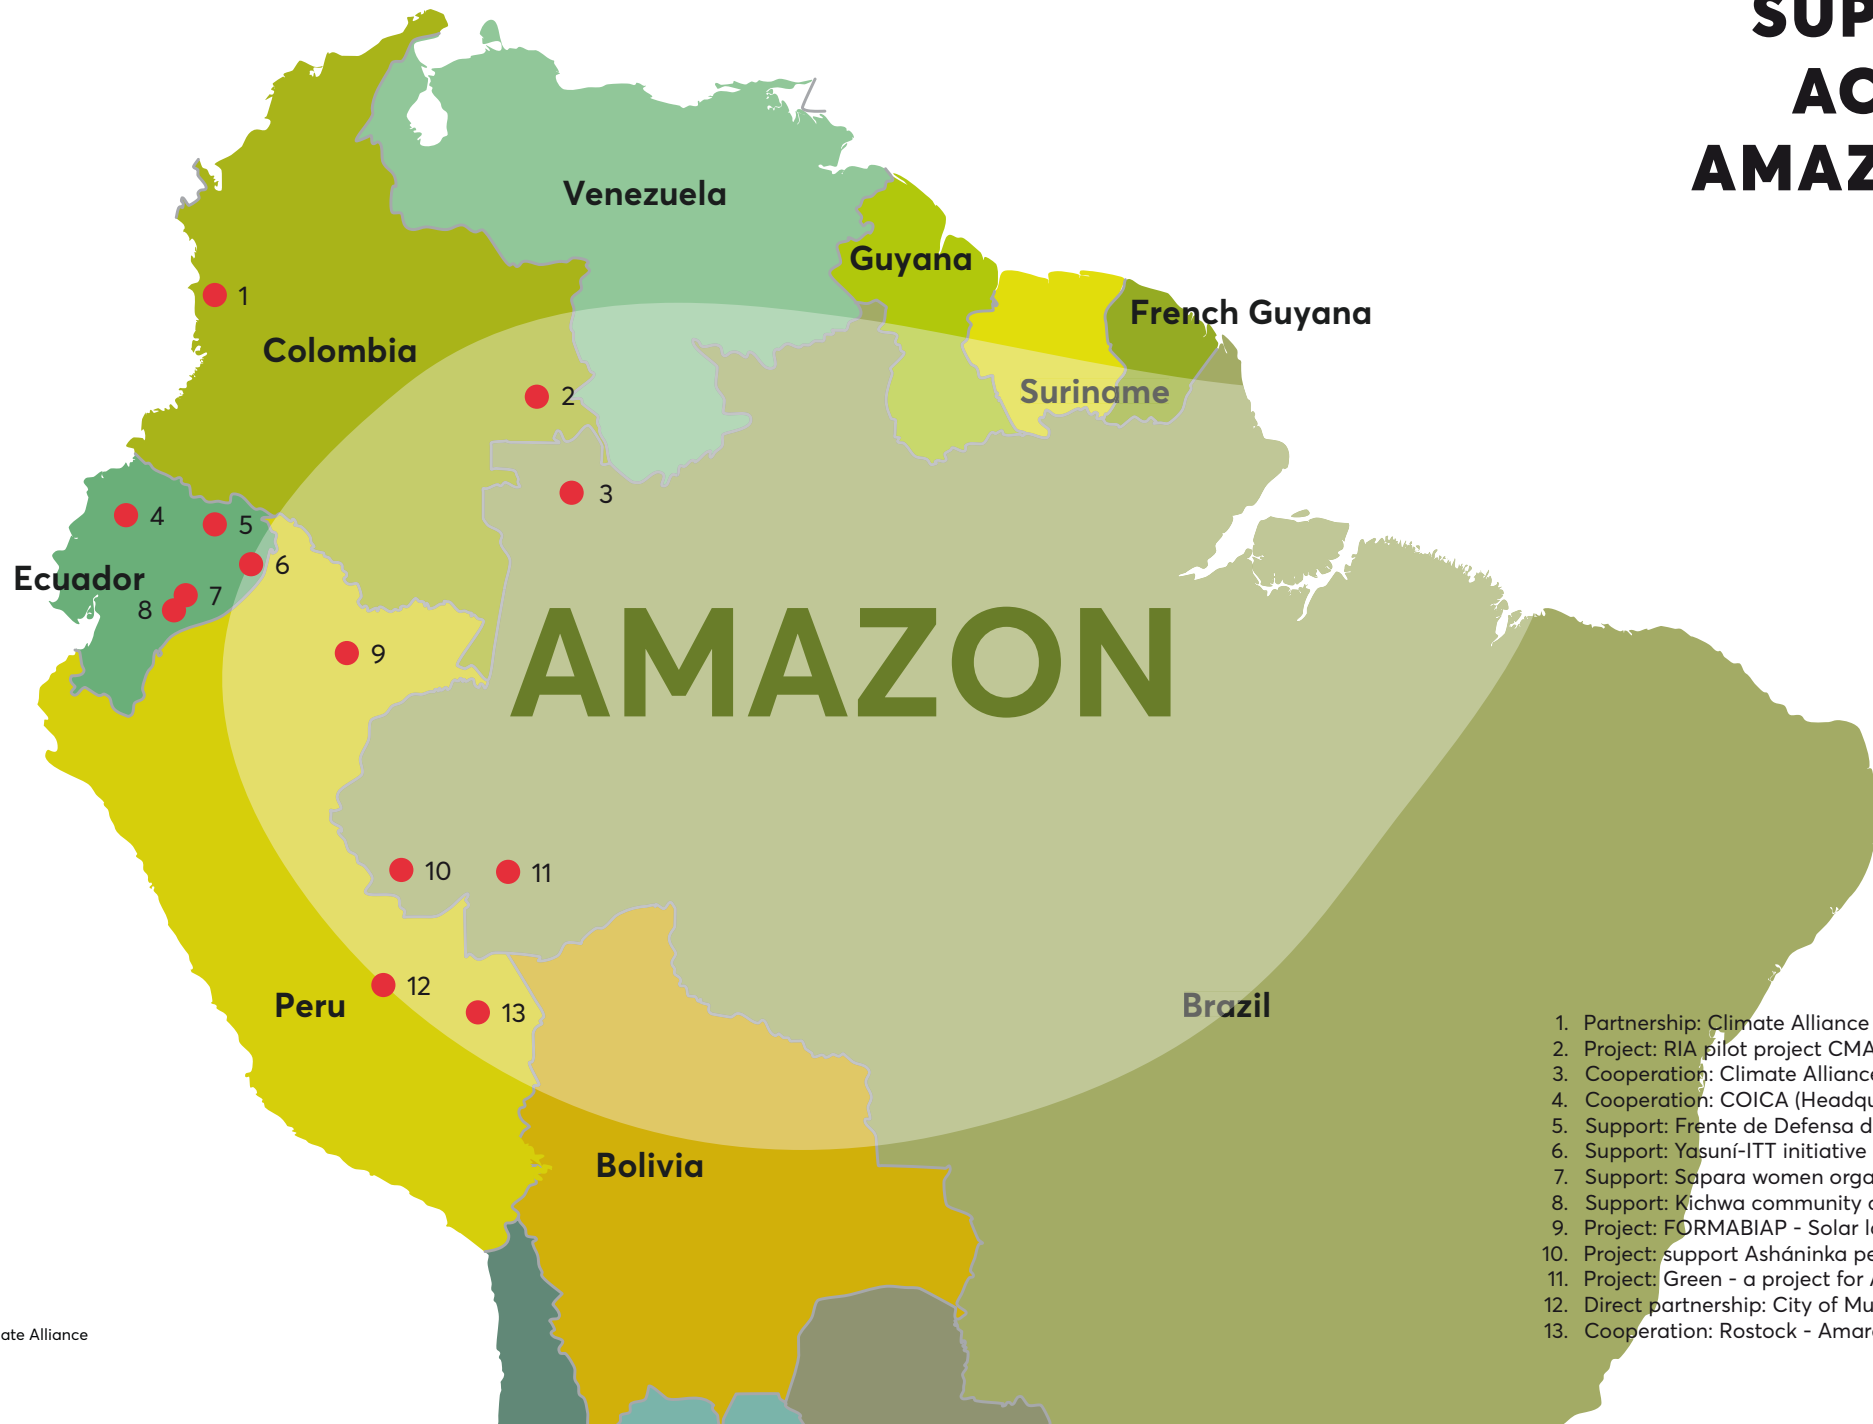 SUP
AC
AMAZ
Venezuela
Guyana
French Guyana
Suriname
Colombia
1
2
3
4
5
6
Ecuador
7
8
9
AMAZON
10
11
12
13
Peru
Brazil
Bolivia
1. Partnership: Climate Alliance
2. Project: RIA pilot project CMA
3. Cooperation: Climate Alliance
4. Cooperation: COICA (Headqu
5. Support: Frente de Defensa d
6. Support: Yasuní-ITT initiative
7. Support: Sapara women orga
8. Support: Kichwa community
9. Project: FORMABIAP - Solar
10. Project: support Asháninka pe
11. Project: Green - a project for
12. Direct partnership: City of Mu
13. Cooperation: Rostock - Amar
ate Alliance